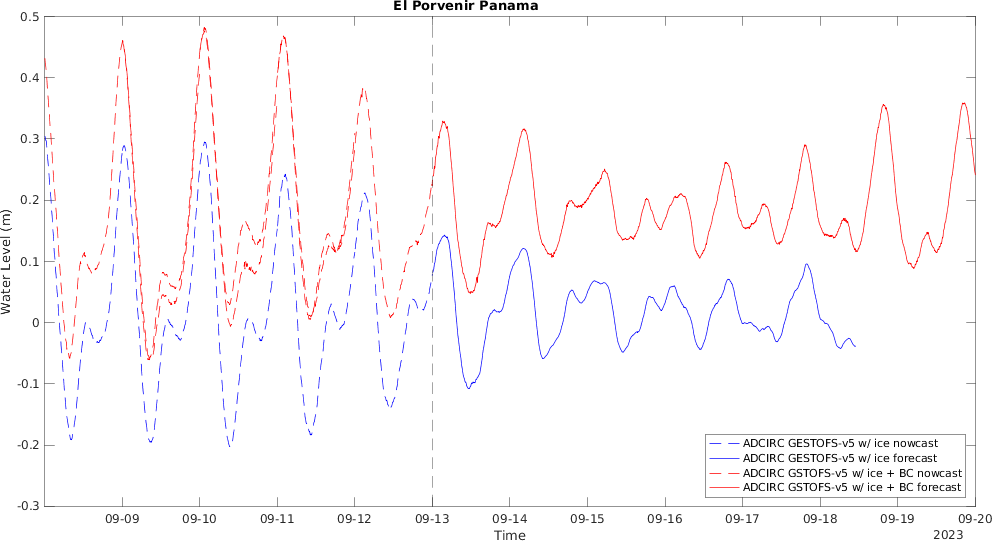 El Porvenir Panama
0.5
0.4
0.3
0.2
0.1
0
-0.1
-0.2
-0.3
Water Level (m)
ADCIRC GESTOFS-v5 w/ ice nowcast
ADCIRC GESTOFS-v5 w/ ice forecast
ADCIRC GSTOFS-v5 w/ ice + BC nowcast
ADCIRC GSTOFS-v5 w/ ice + BC forecast
09-09 09-10 09-11 09-12 09-13 09-14 09-15 09-16 09-17 09-18 09-19 09-20
Time
2023